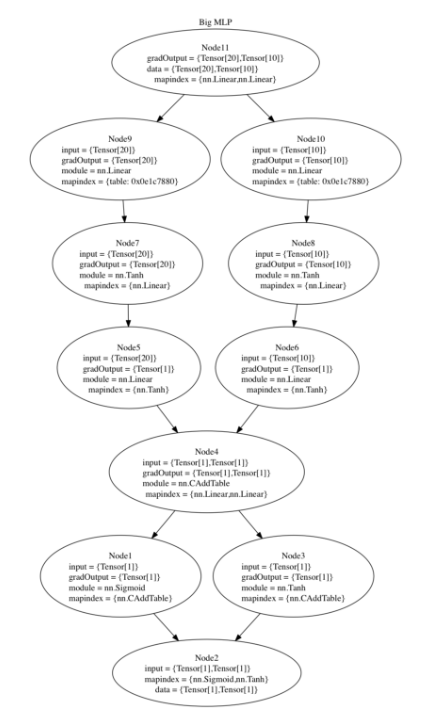 Big MLP
Node11
gradOutput = {Tensor[20],Tensor[10]}
data = {Tensor[20],Tensor[10]}
mapindex = {nn.Linear,nn.Linear}
Node9
input = {Tensor[20]}
gradOutput = {Tensor[20]}
module = nn.Linear
mapindex = {table: 0x0e1c7880}
Node10
input = {Tensor[10]}
gradOutput = {Tensor[10]}
module = nn.Linear
mapindex = {table: 0x0e1c7880}
Node7
input = {Tensor[20]}
gradOutput = {Tensor[20]}
module = nn.Tanh
mapindex = {nn.Linear}
Node8
input = {Tensor[10]}
gradOutput = {Tensor[10]}
module = nn.Tanh
mapindex = {nn.Linear}
Node5
input = {Tensor[20]}
gradOutput = {Tensor[1]}
module = nn.Linear
mapindex = {nn.Tanh}
Node6
input = {Tensor[10]}
gradOutput = {Tensor[1]}
module = nn.Linear
mapindex = {nn.Tanh}
Node4
input = {Tensor[1],Tensor[1]}
gradOutput = {Tensor[1],Tensor[1]}
module = nn.CAddTable
mapindex = {nn.Linear,nn.Linear}
Node1
input = {Tensor[1]}
gradOutput = {Tensor[1]}
module = nn.Sigmoid
mapindex = {nn.CAddTable}
Node3
input = {Tensor[1]}
gradOutput = {Tensor[1]}
module = nn.Tanh
mapindex = {nn.CAddTable}
Node2
input = {Tensor[1],Tensor[1]}
mapindex = {nn.Sigmoid,nn.Tanh}
data = {Tensor[1],Tensor[1]}